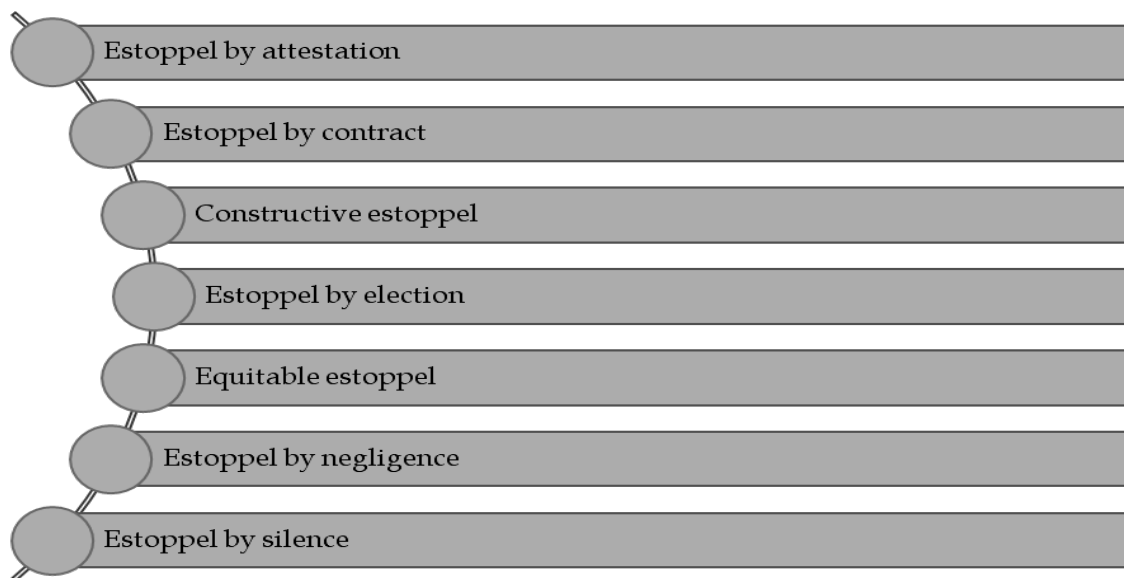 Estoppel by attestation
Estoppel by contract
Constructive estoppel
Estoppel by election
Equitable estoppel
Estoppel by negligence
Estoppel by silence